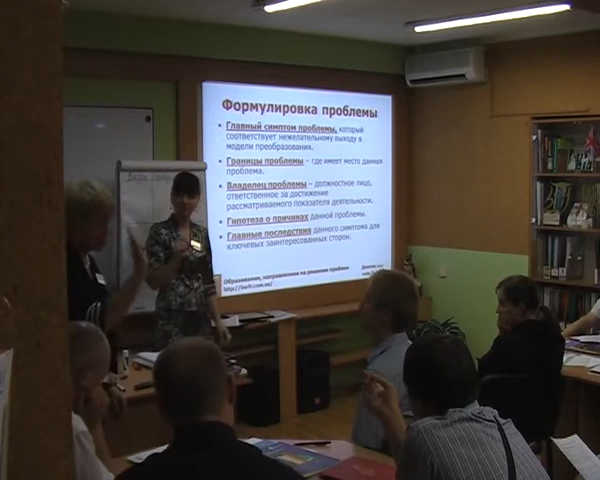 Формулировка проблемы
• Главный симптом проблемы, который
соответствует нежелательному выходу в
модели преобразования.
• Границы проблемы – где имеет место данная
проблема.
• Владелец проблемы – должностное лицо,
ответственное за достижение
рассматриваемого показателя деятельности.
• Гипотеза о причинах данной проблемы.
• Главные последствия данного симптома для
ключевых заинтересованных сторон.
Образование, направленное на решение проблем